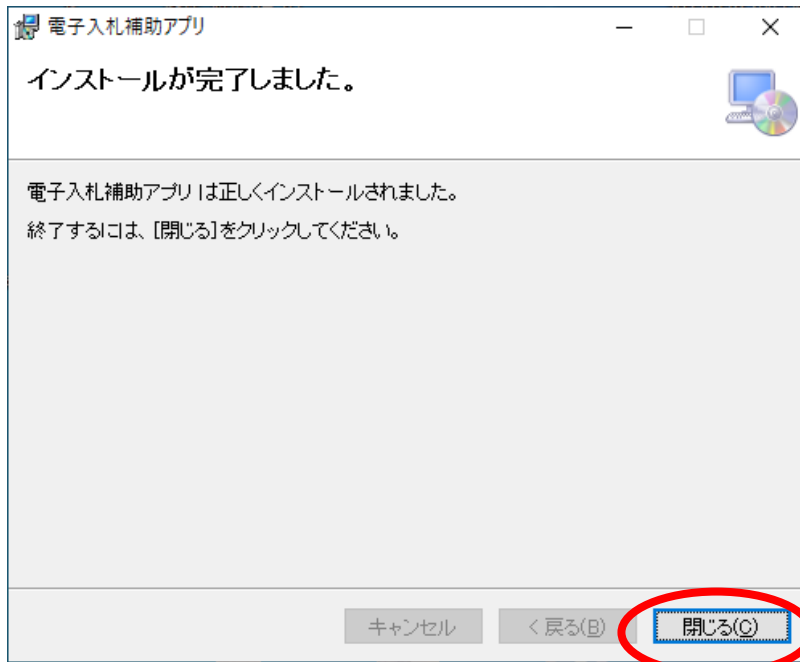 電子入札補助アプリ
インストールが完了しました。
電子入札補助アプリ は正しくインストールされました。
終了するには、[閉じる]をクリックしてください。
キャンセル
< 戻る(B)
閉じる(C)